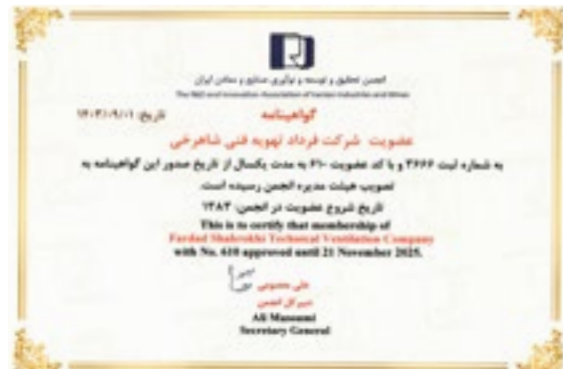 انجمن تحقیق و توسعه و نوآوری صنایع و معادن ایران
The R&D and Innovation Association of Iranian Industries and Mines
گواهینامه
تاریخ: ۱۴۰۳/۰۹/۰۱
عضویت شرکت فرداد تهویه فنی شاهرخی
به شماره ثبت ۳۶۶۶ و با کد عضویت ۶۱۰ به مدت یکسال از تاریخ صدور این گواهینامه به
تصویب هیئت مدیره انجمن رسیده است.
تاریخ شروع عضویت در انجمن: ۱۳۸۳
This is to certify that membership of
Fardad Shahrokhi Technical Ventilation Company
with No. 610 approved until 21 November 2025.
علی معصومی
دبیرکل انجمن
Ali Masoumi
Secretary General